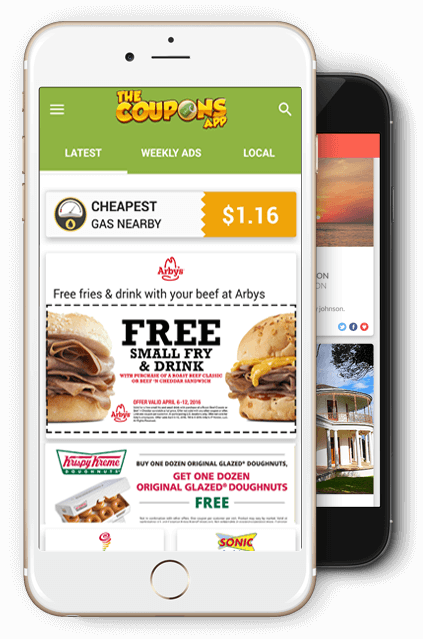 THE
COUPONS
APP
LATEST WEEKLY ADS LOCAL
CHEAPEST
GAS NEARBY
$1.16
Arby's
Free fries & drink with your beef at Arbys
FREE
SMALL FRY
& DRINK
WITH PURCHASE OF A ROAST BEEF CLASSIC
OR BEEF 'N CHEDDAR SANDWICH
OFFER VALID APRIL 6-12, 2016
Arby's
Krispy Kreme
DOUGHNUTS
BUY ONE DOZEN ORIGINAL GLAZED® DOUGHNUTS,
GET ONE DOZEN
ORIGINAL GLAZED® DOUGHNUTS
FREE
SONIC
ON
ON
johnson.